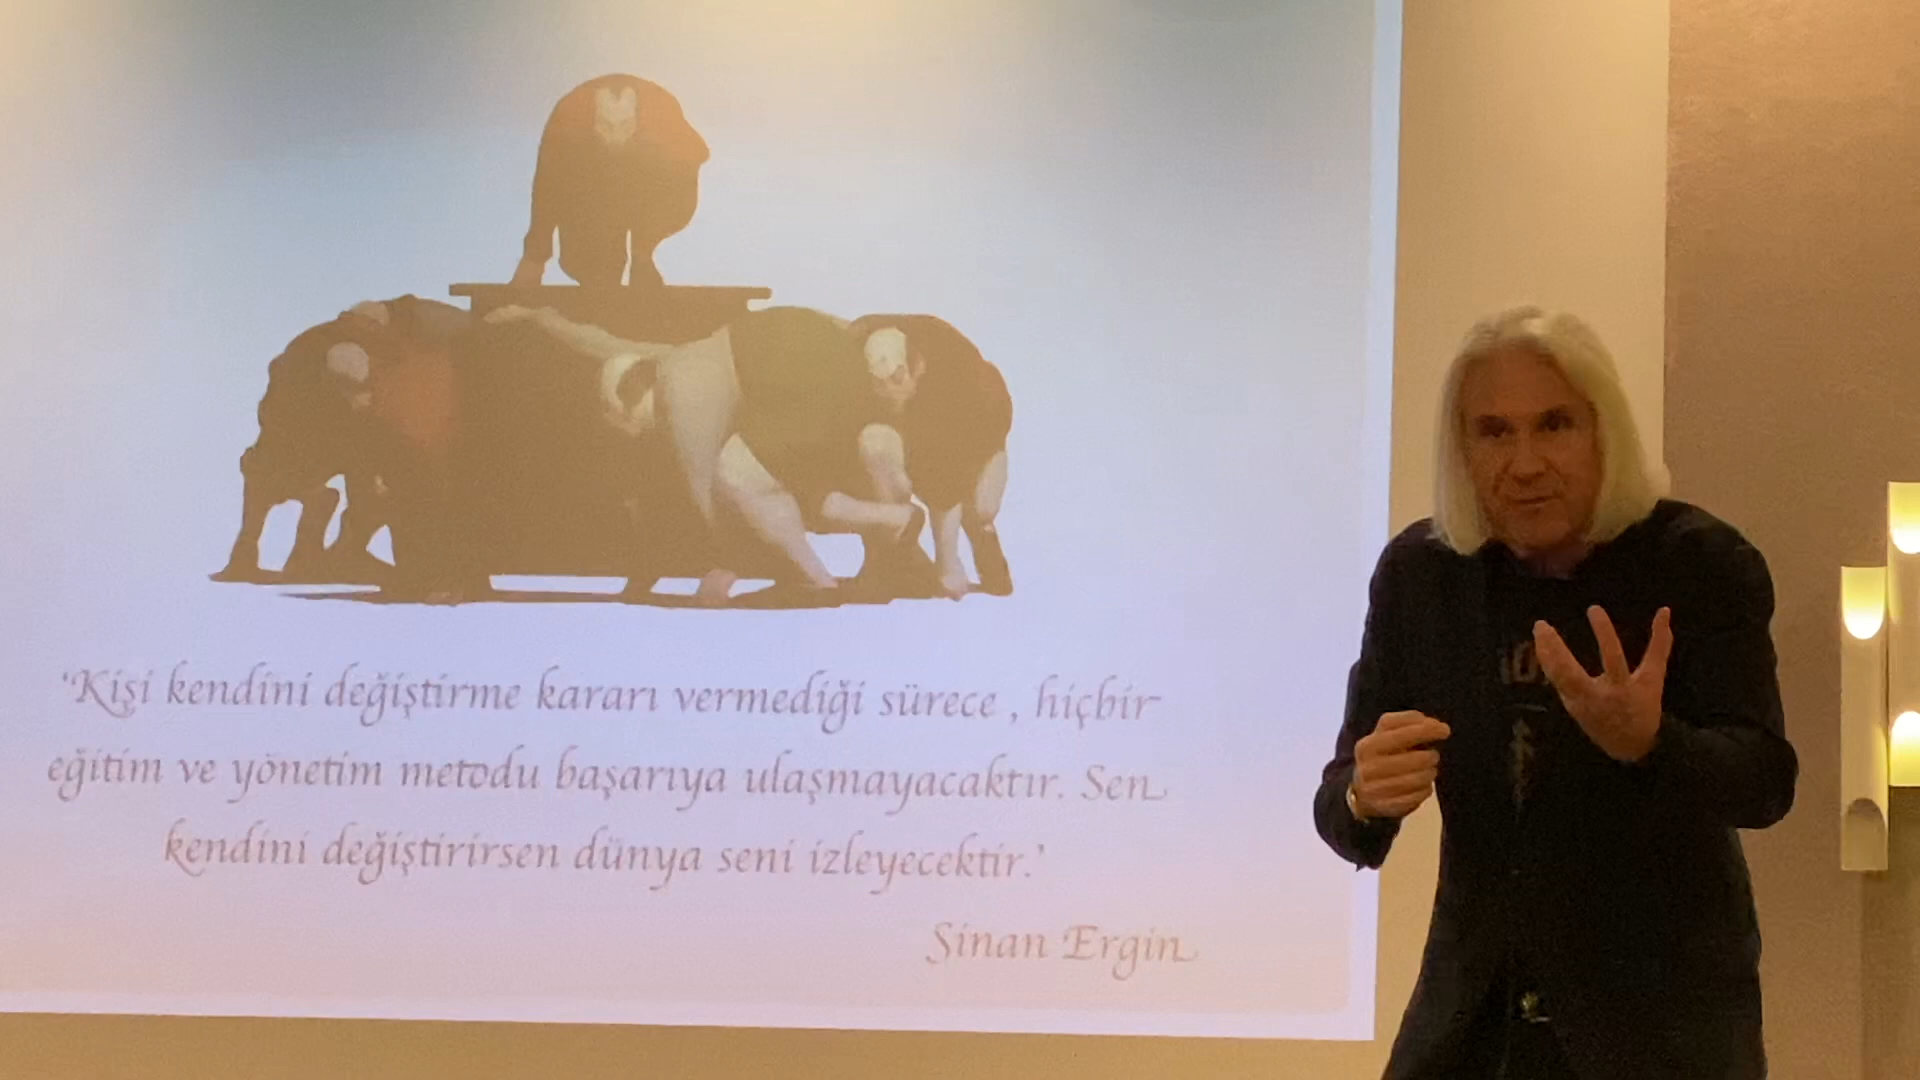 'Kişi kendini değiştirme kararı vermediği sürece , hiçbir
eğitim ve yönetim metodu başarıya ulaşmayacaktır. Sen
kendini değiştirirsen dünya seni izleyecektir.'
Sinan Ergin